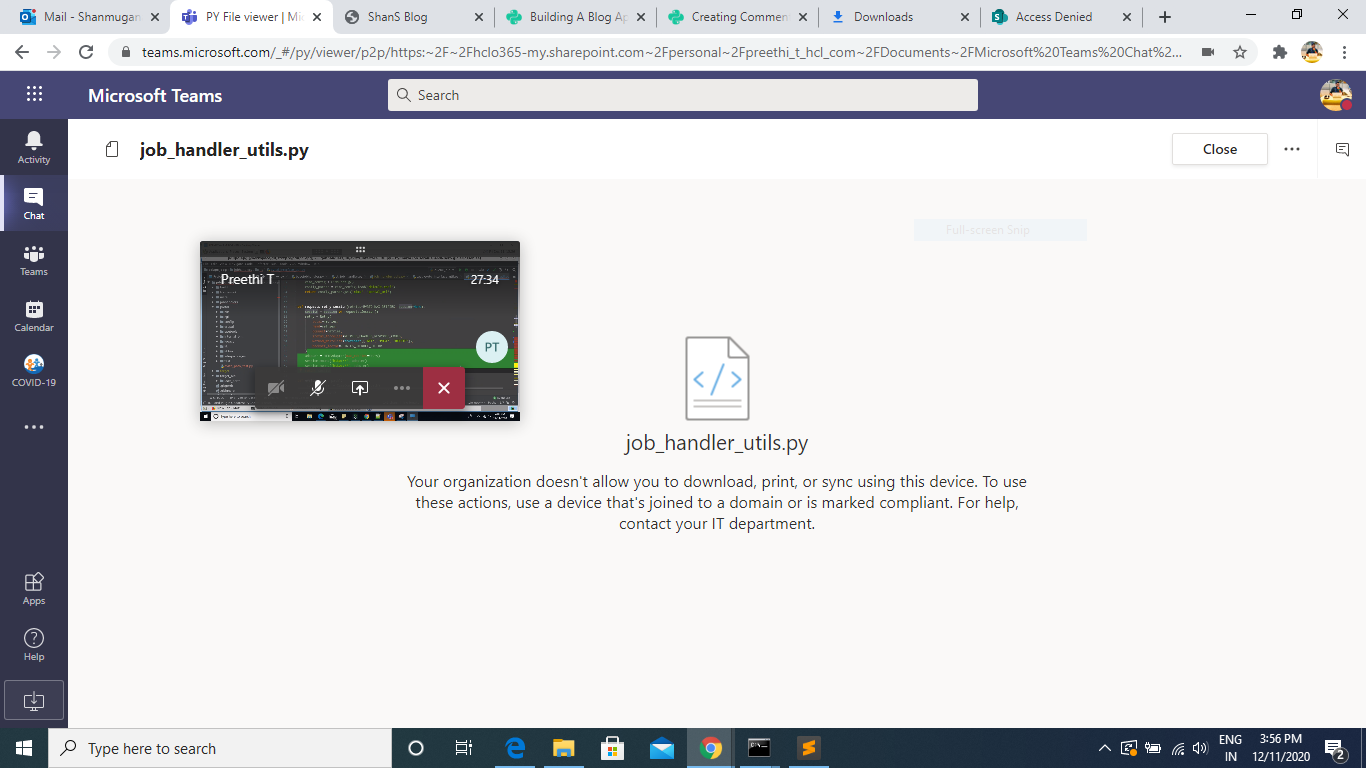 Mail - Shanmugan
PY File viewer | Mic
ShanS Blog
Building A Blog Ap
Creating Commen
Downloads
Access Denied
teams.microsoft.com/_#/py/viewer/p2p/https:~2F~2Fhclo365-my.sharepoint.com~2Fpersonal~2Fpreethi_t_hcl_com~2FDocuments~2FMicrosoft%20Teams%20Chat%2...
Microsoft Teams
Search
Activity
Chat
Teams
Calendar
COVID-19
Apps
Help
job_handler_utils.py
Close
Full-screen Snip
Preethi T
27:34
PT
job_handler_utils.py
Your organization doesn't allow you to download, print, or sync using this device. To use
these actions, use a device that's joined to a domain or is marked compliant. For help,
contact your IT department.
Type here to search
ENG
IN
3:56 PM
12/11/2020
2